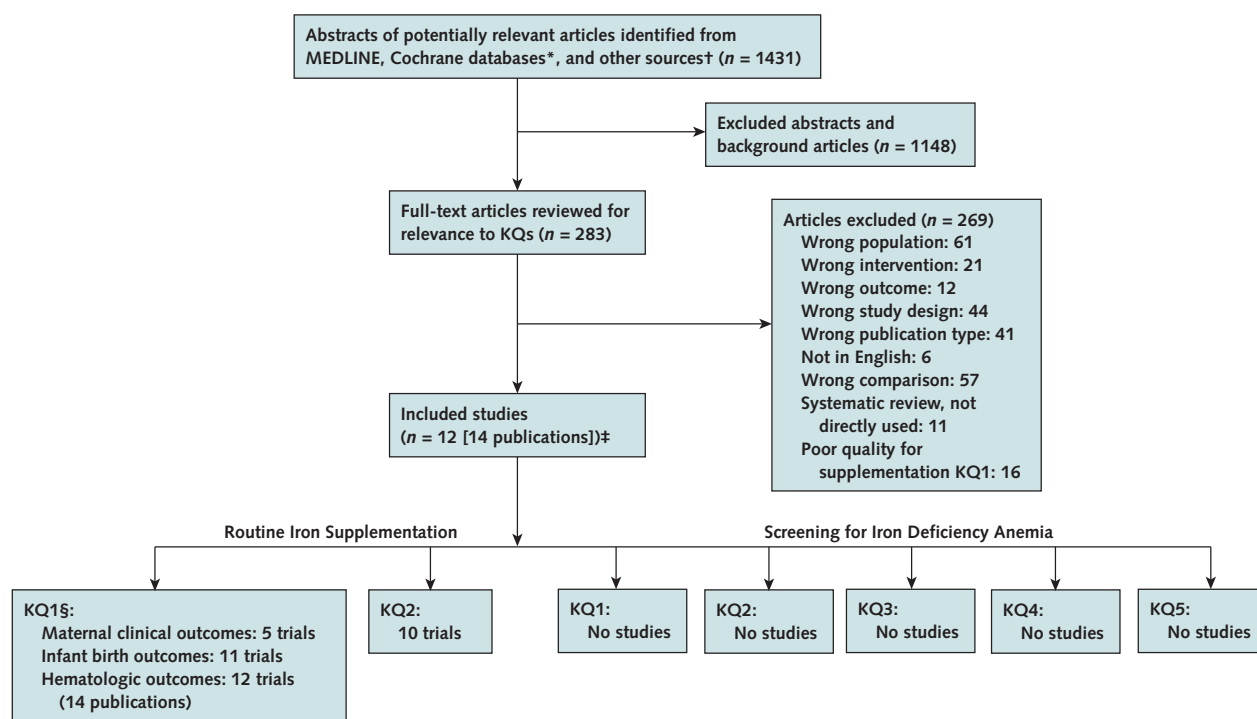 Abstracts of potentially relevant articles identified from
MEDLINE, Cochrane databases*, and other sources† (n = 1431)
Excluded abstracts and
background articles (n = 1148)
Full-text articles reviewed for
relevance to KQs (n = 283)
Articles excluded (n = 269)
Wrong population: 61
Wrong intervention: 21
Wrong outcome: 12
Wrong study design: 44
Wrong publication type: 41
Not in English: 6
Wrong comparison: 57
Systematic review, not
directly used: 11
Poor quality for
supplementation KQ1: 16
Included studies
(n = 12 [14 publications])‡
Routine Iron Supplementation
Screening for Iron Deficiency Anemia
KQ1§:
Maternal clinical outcomes: 5 trials
Infant birth outcomes: 11 trials
Hematologic outcomes: 12 trials
(14 publications)
KQ2:
10 trials
KQ1:
No studies
KQ2:
No studies
KQ3:
No studies
KQ4:
No studies
KQ5:
No studies